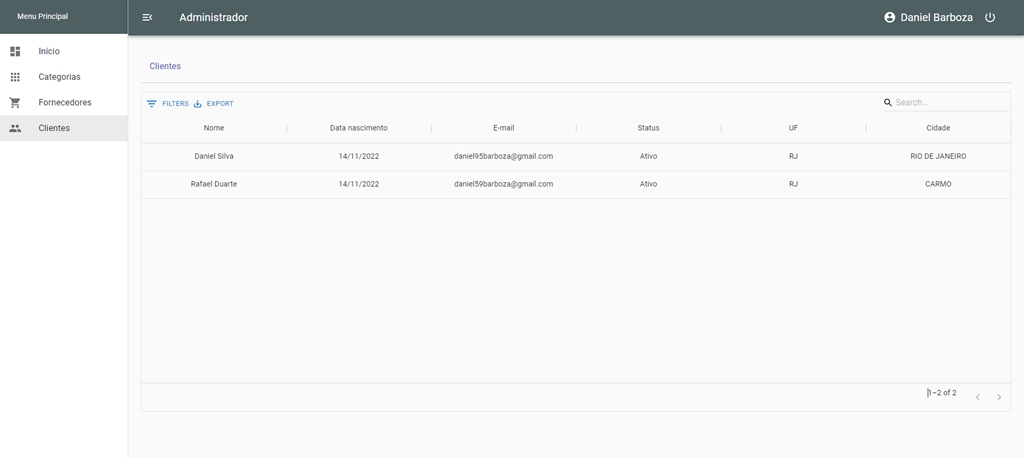 Menu Principal
Administrador
Daniel Barboza
Início
Categorias
Fornecedores
Clientes
Clientes
FILTERS EXPORT
Search…
Nome Data nascimento E-mail Status UF Cidade
Daniel Silva 14/11/2022 daniel95barboza@gmail.com Ativo RJ RIO DE JANEIRO
Rafael Duarte 14/11/2022 daniel59barboza@gmail.com Ativo RJ CARMO
1–2 of 2